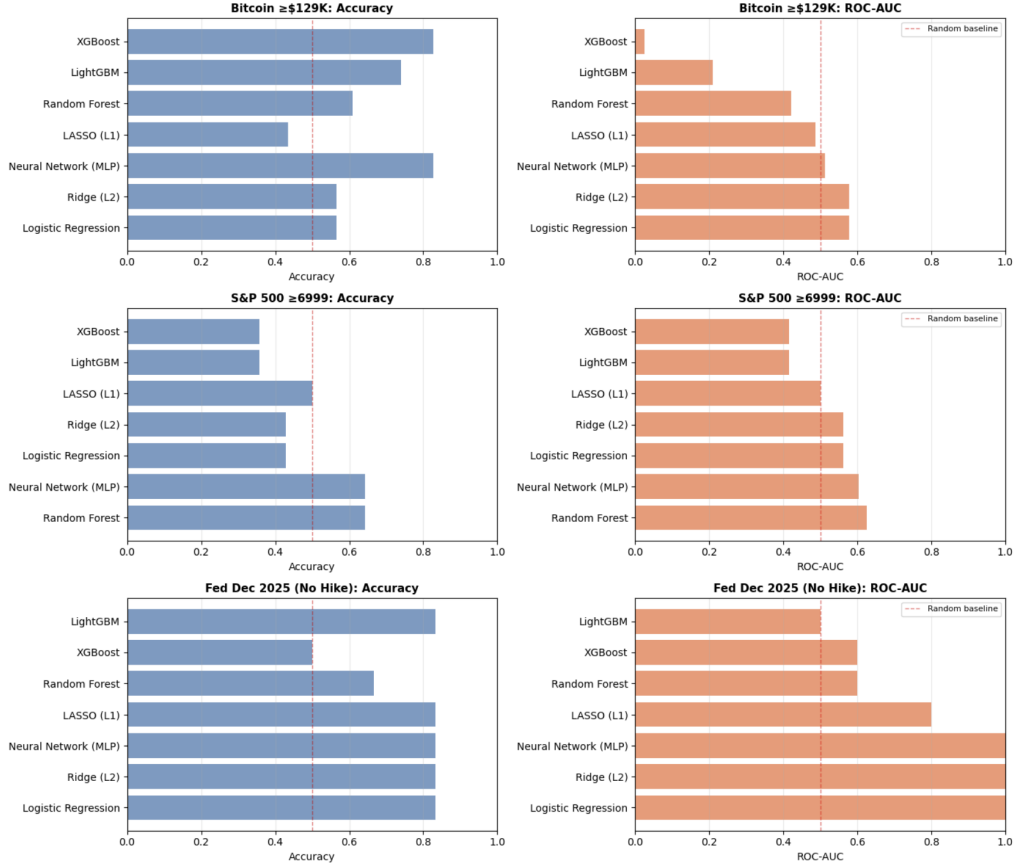 Bitcoin ≥$129K: Accuracy
XGBoost
LightGBM
Random Forest
LASSO (L1)
Neural Network (MLP)
Ridge (L2)
Logistic Regression
0.0 0.2 0.4 0.6 0.8 1.0
Accuracy
Bitcoin ≥$129K: ROC-AUC
Random baseline
XGBoost
LightGBM
Random Forest
LASSO (L1)
Neural Network (MLP)
Ridge (L2)
Logistic Regression
0.0 0.2 0.4 0.6 0.8 1.0
ROC-AUC
S&P 500 ≥6999: Accuracy
XGBoost
LightGBM
LASSO (L1)
Ridge (L2)
Logistic Regression
Neural Network (MLP)
Random Forest
0.0 0.2 0.4 0.6 0.8 1.0
Accuracy
S&P 500 ≥6999: ROC-AUC
Random baseline
XGBoost
LightGBM
LASSO (L1)
Ridge (L2)
Logistic Regression
Neural Network (MLP)
Random Forest
0.0 0.2 0.4 0.6 0.8 1.0
ROC-AUC
Fed Dec 2025 (No Hike): Accuracy
LightGBM
XGBoost
Random Forest
LASSO (L1)
Neural Network (MLP)
Ridge (L2)
Logistic Regression
0.0 0.2 0.4 0.6 0.8 1.0
Accuracy
Fed Dec 2025 (No Hike): ROC-AUC
Random baseline
LightGBM
XGBoost
Random Forest
LASSO (L1)
Neural Network (MLP)
Ridge (L2)
Logistic Regression
0.0 0.2 0.4 0.6 0.8 1.0
ROC-AUC